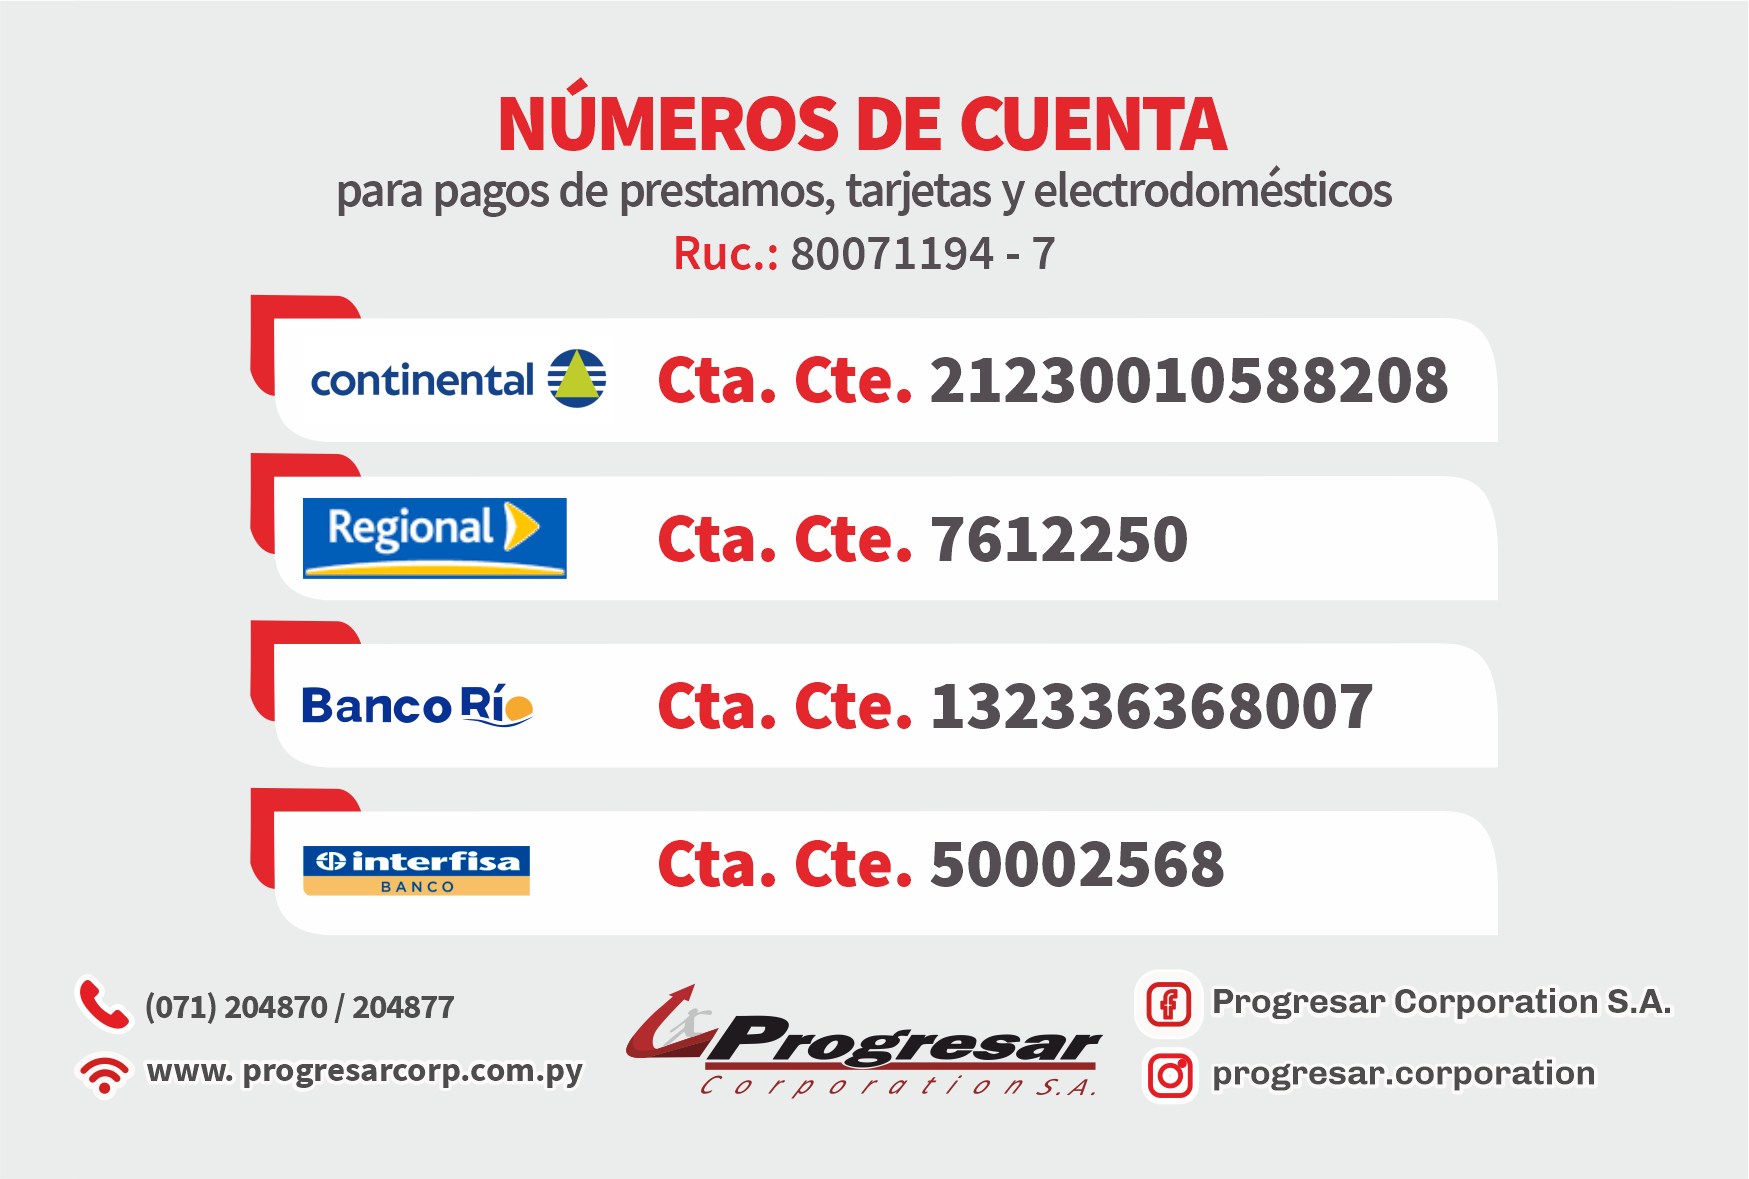 NÚMEROS DE CUENTA
para pagos de prestamos, tarjetas y electrodomésticos
Ruc.: 80071194 - 7
continental Cta. Cte. 21230010588208
Regional Cta. Cte. 7612250
Banco Río Cta. Cte. 132336368007
interfisa
BANCO
Cta. Cte. 50002568
(071) 204870 / 204877
www. progresarcorp.com.py
Progresar
Corporation S.A.
Progresar Corporation S.A.
progresar.corporation